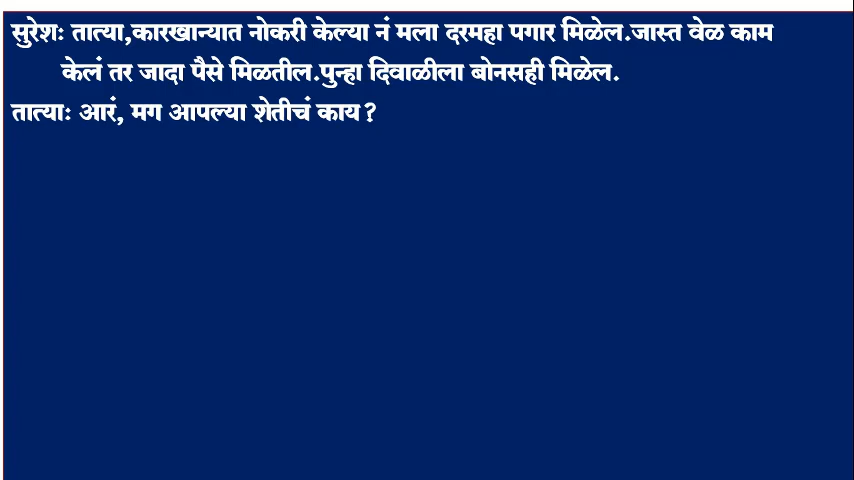 सुरेशः तात्या,कारखान्यात नोकरी केल्या नं मला दरमहा पगार मिळेल.जास्त वेळ काम
केलं तर जादा पैसे मिळतील.पुन्हा दिवाळीला बोनसही मिळेल.
तात्याः आरं, मग आपल्या शेतीचं काय?